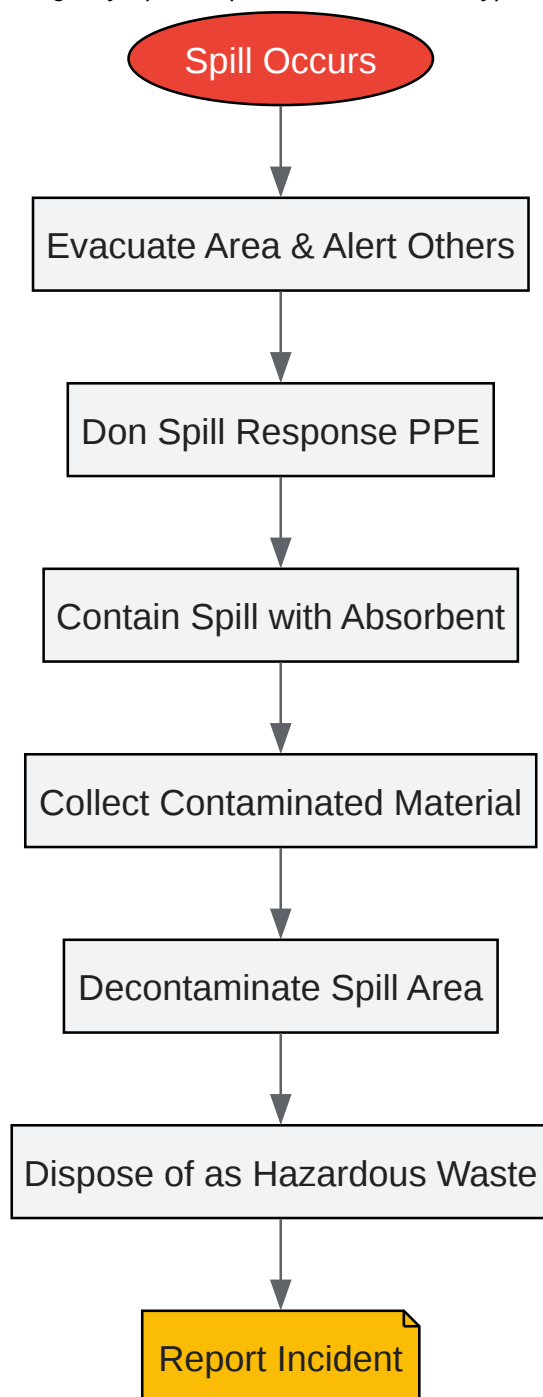 Spill Occurs
Evacuate Area & Alert Others
Don Spill Response PPE
Contain Spill with Absorbent
Collect Contaminated Material
Decontaminate Spill Area
Dispose of as Hazardous Waste
Report Incident